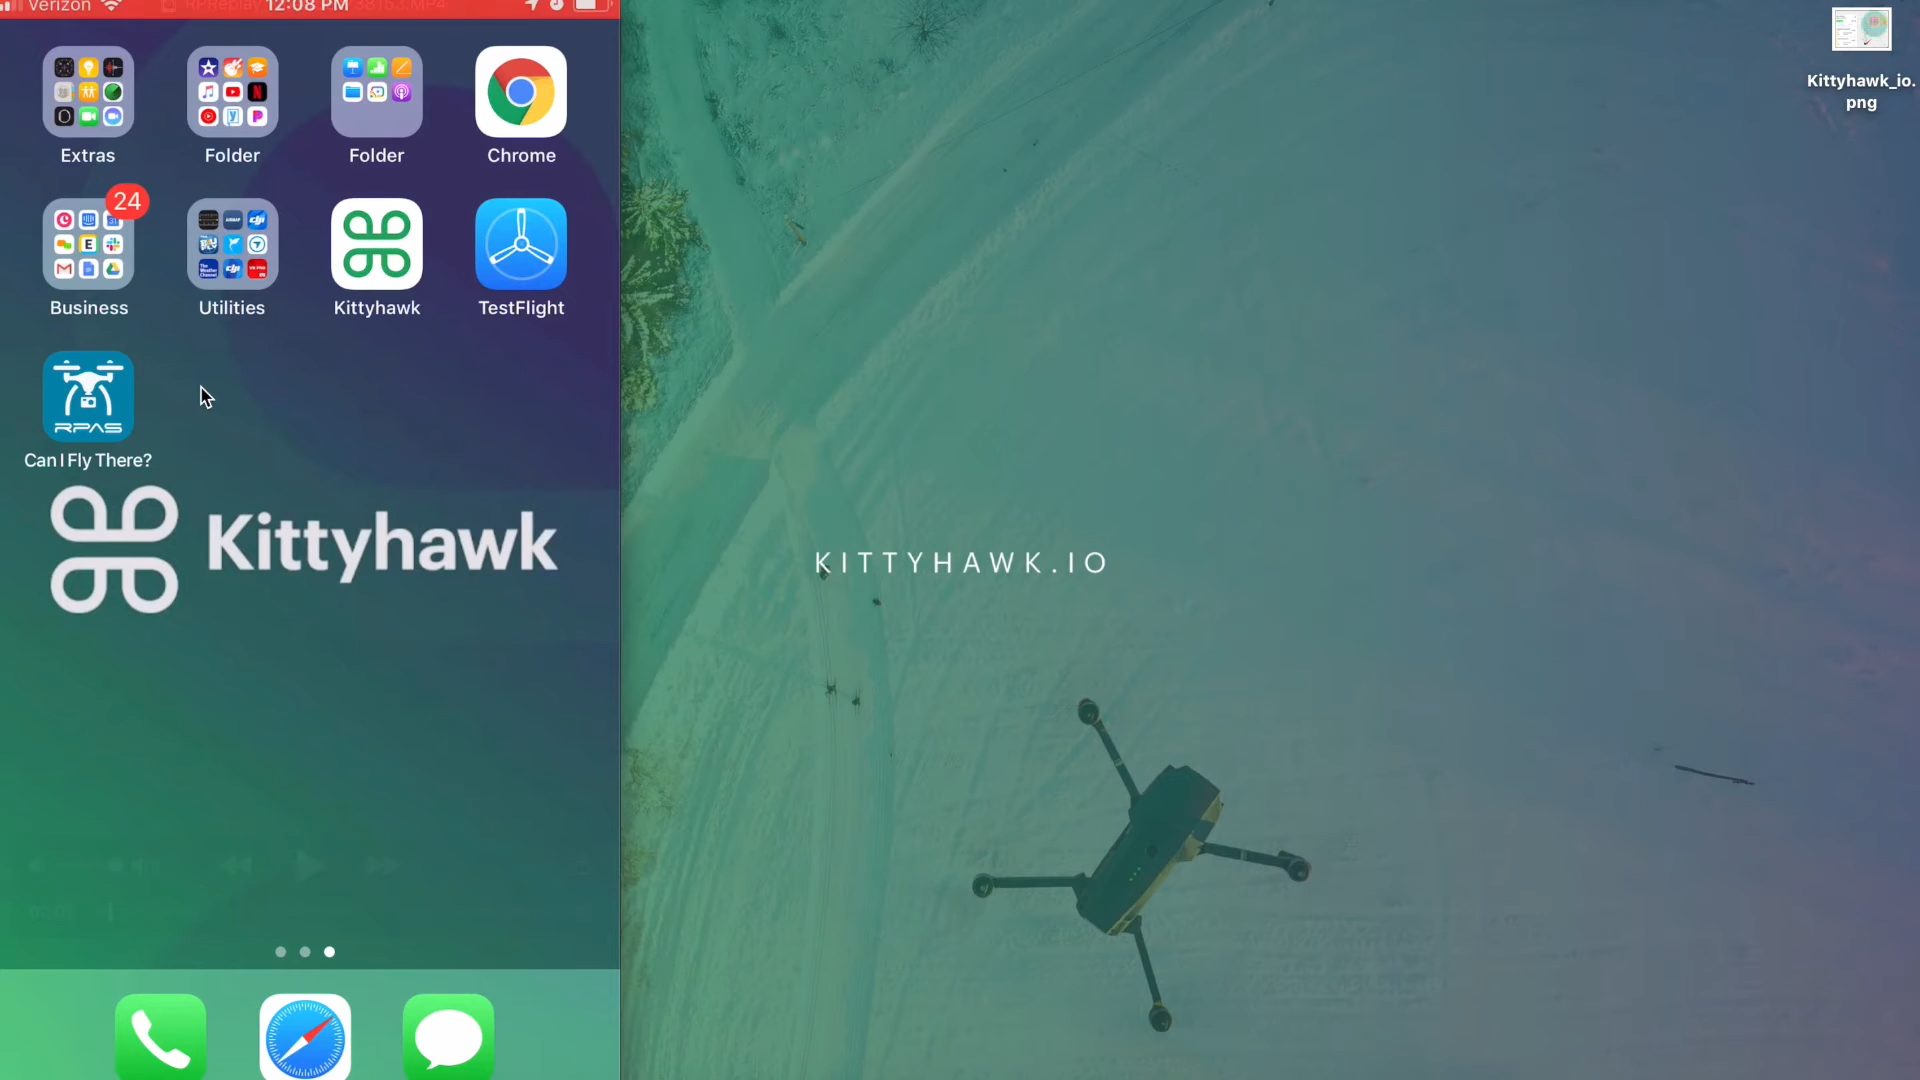 Verizon
12:08 PM
Extras
Folder
Folder
Chrome
24
Business
Utilities
Kittyhawk
TestFlight
RPAS
Can I Fly There?
Kittyhawk
KITTYHAWK.IO
Kittyhawk_io.
png